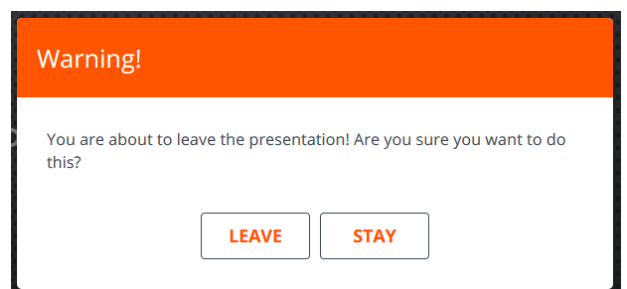 Warning!
You are about to leave the presentation! Are you sure you want to do
this?
LEAVE STAY